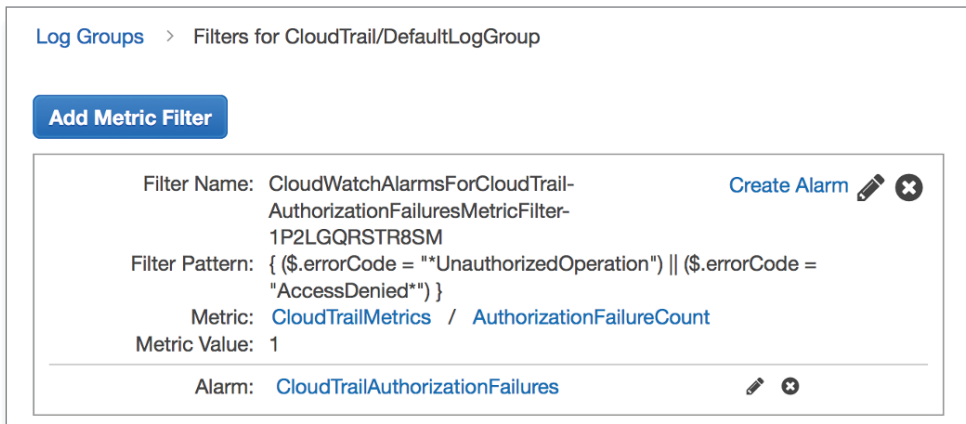 Log Groups > Filters for CloudTrail/DefaultLogGroup
Add Metric Filter
Filter Name: CloudWatchAlarmsForCloudTrail- Create Alarm
AuthorizationFailuresMetricFilter-
1P2LGQRSTR8SM
Filter Pattern: { ($.errorCode = "*UnauthorizedOperation") || ($.errorCode =
"AccessDenied*") }
Metric: CloudTrailMetrics / AuthorizationFailureCount
Metric Value: 1
Alarm: CloudTrailAuthorizationFailures